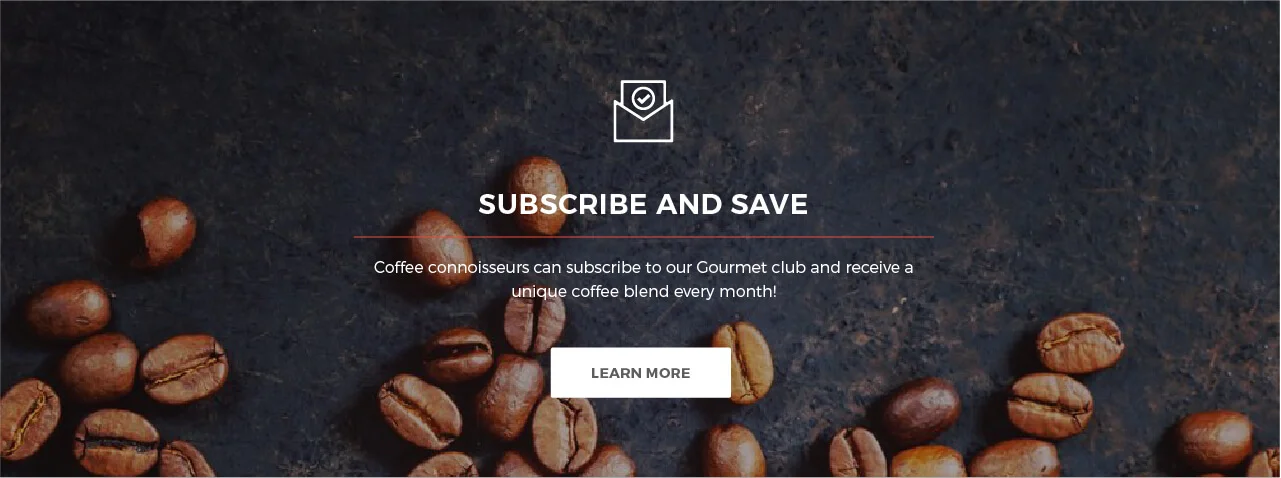 SUBSCRIBE AND SAVE
Coffee connoisseurs can subscribe to our Gourmet club and receive a
unique coffee blend every month!
LEARN MORE